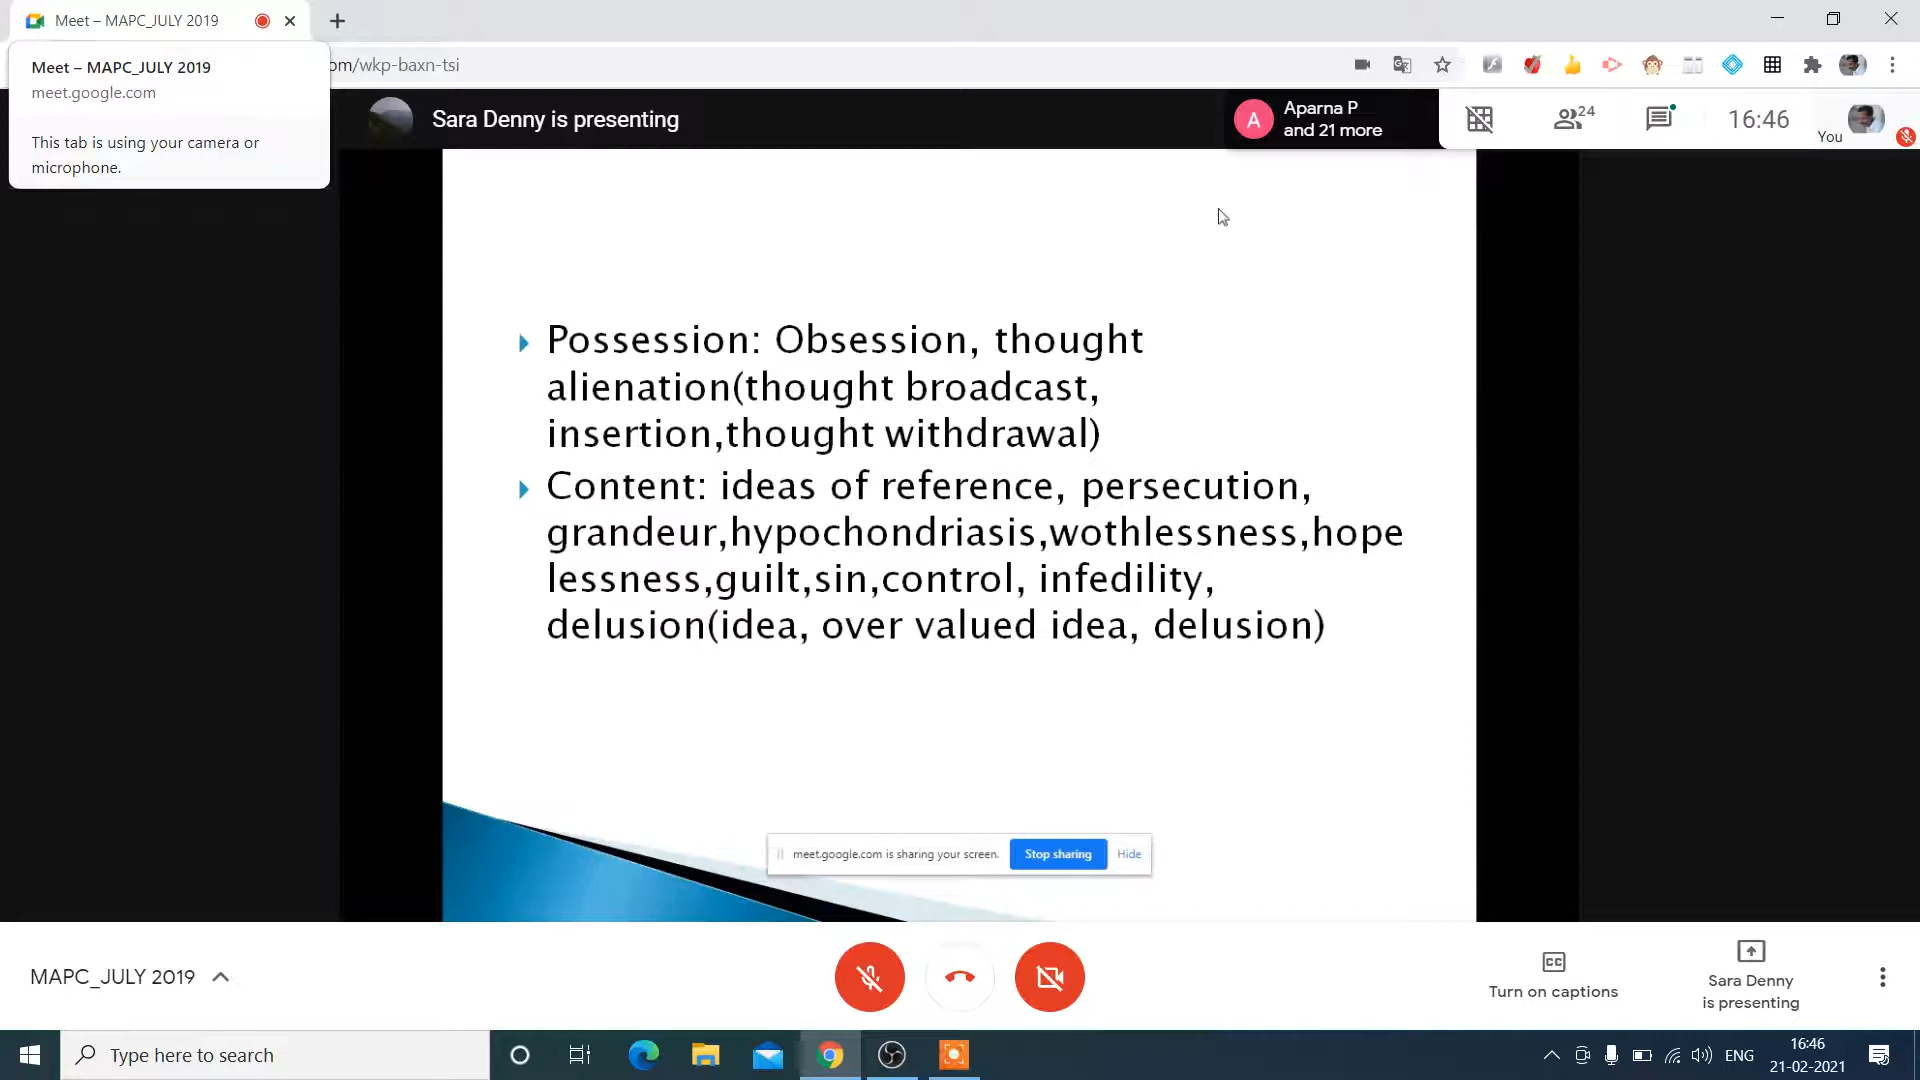 Meet – MAPC_JULY 2019
Meet – MAPC_JULY 2019
meet.google.com
This tab is using your camera or
microphone.
om/wkp-baxn-tsi
Sara Denny is presenting
A
Aparna P
and 21 more
24
16:46
You
Possession: Obsession, thought
alienation(thought broadcast,
insertion,thought withdrawal)
Content: ideas of reference, persecution,
grandeur,hypochondriasis,wothlessness,hope
lessness,guilt,sin,control, infedility,
delusion(idea, over valued idea, delusion)
meet.google.com is sharing your screen.
Stop sharing
Hide
MAPC_JULY 2019
CC
Turn on captions
Sara Denny
is presenting
Type here to search
ENG
16:46
21-02-2021